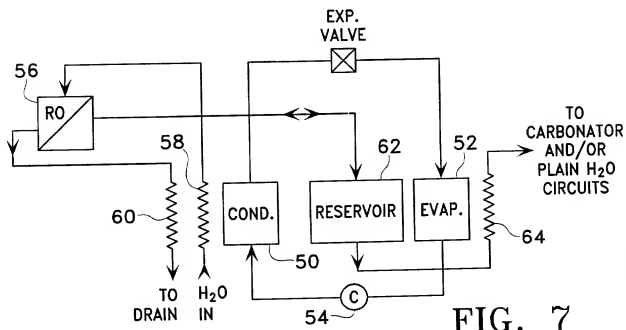 EXP.
VALVE
56
RO
58
60
TO
DRAIN
H2O
IN
COND.
50
62
RESERVOIR
52
EVAP.
C
54
64
TO
CARBONATOR
AND/OR
PLAIN H2O
CIRCUITS
FIG. 7